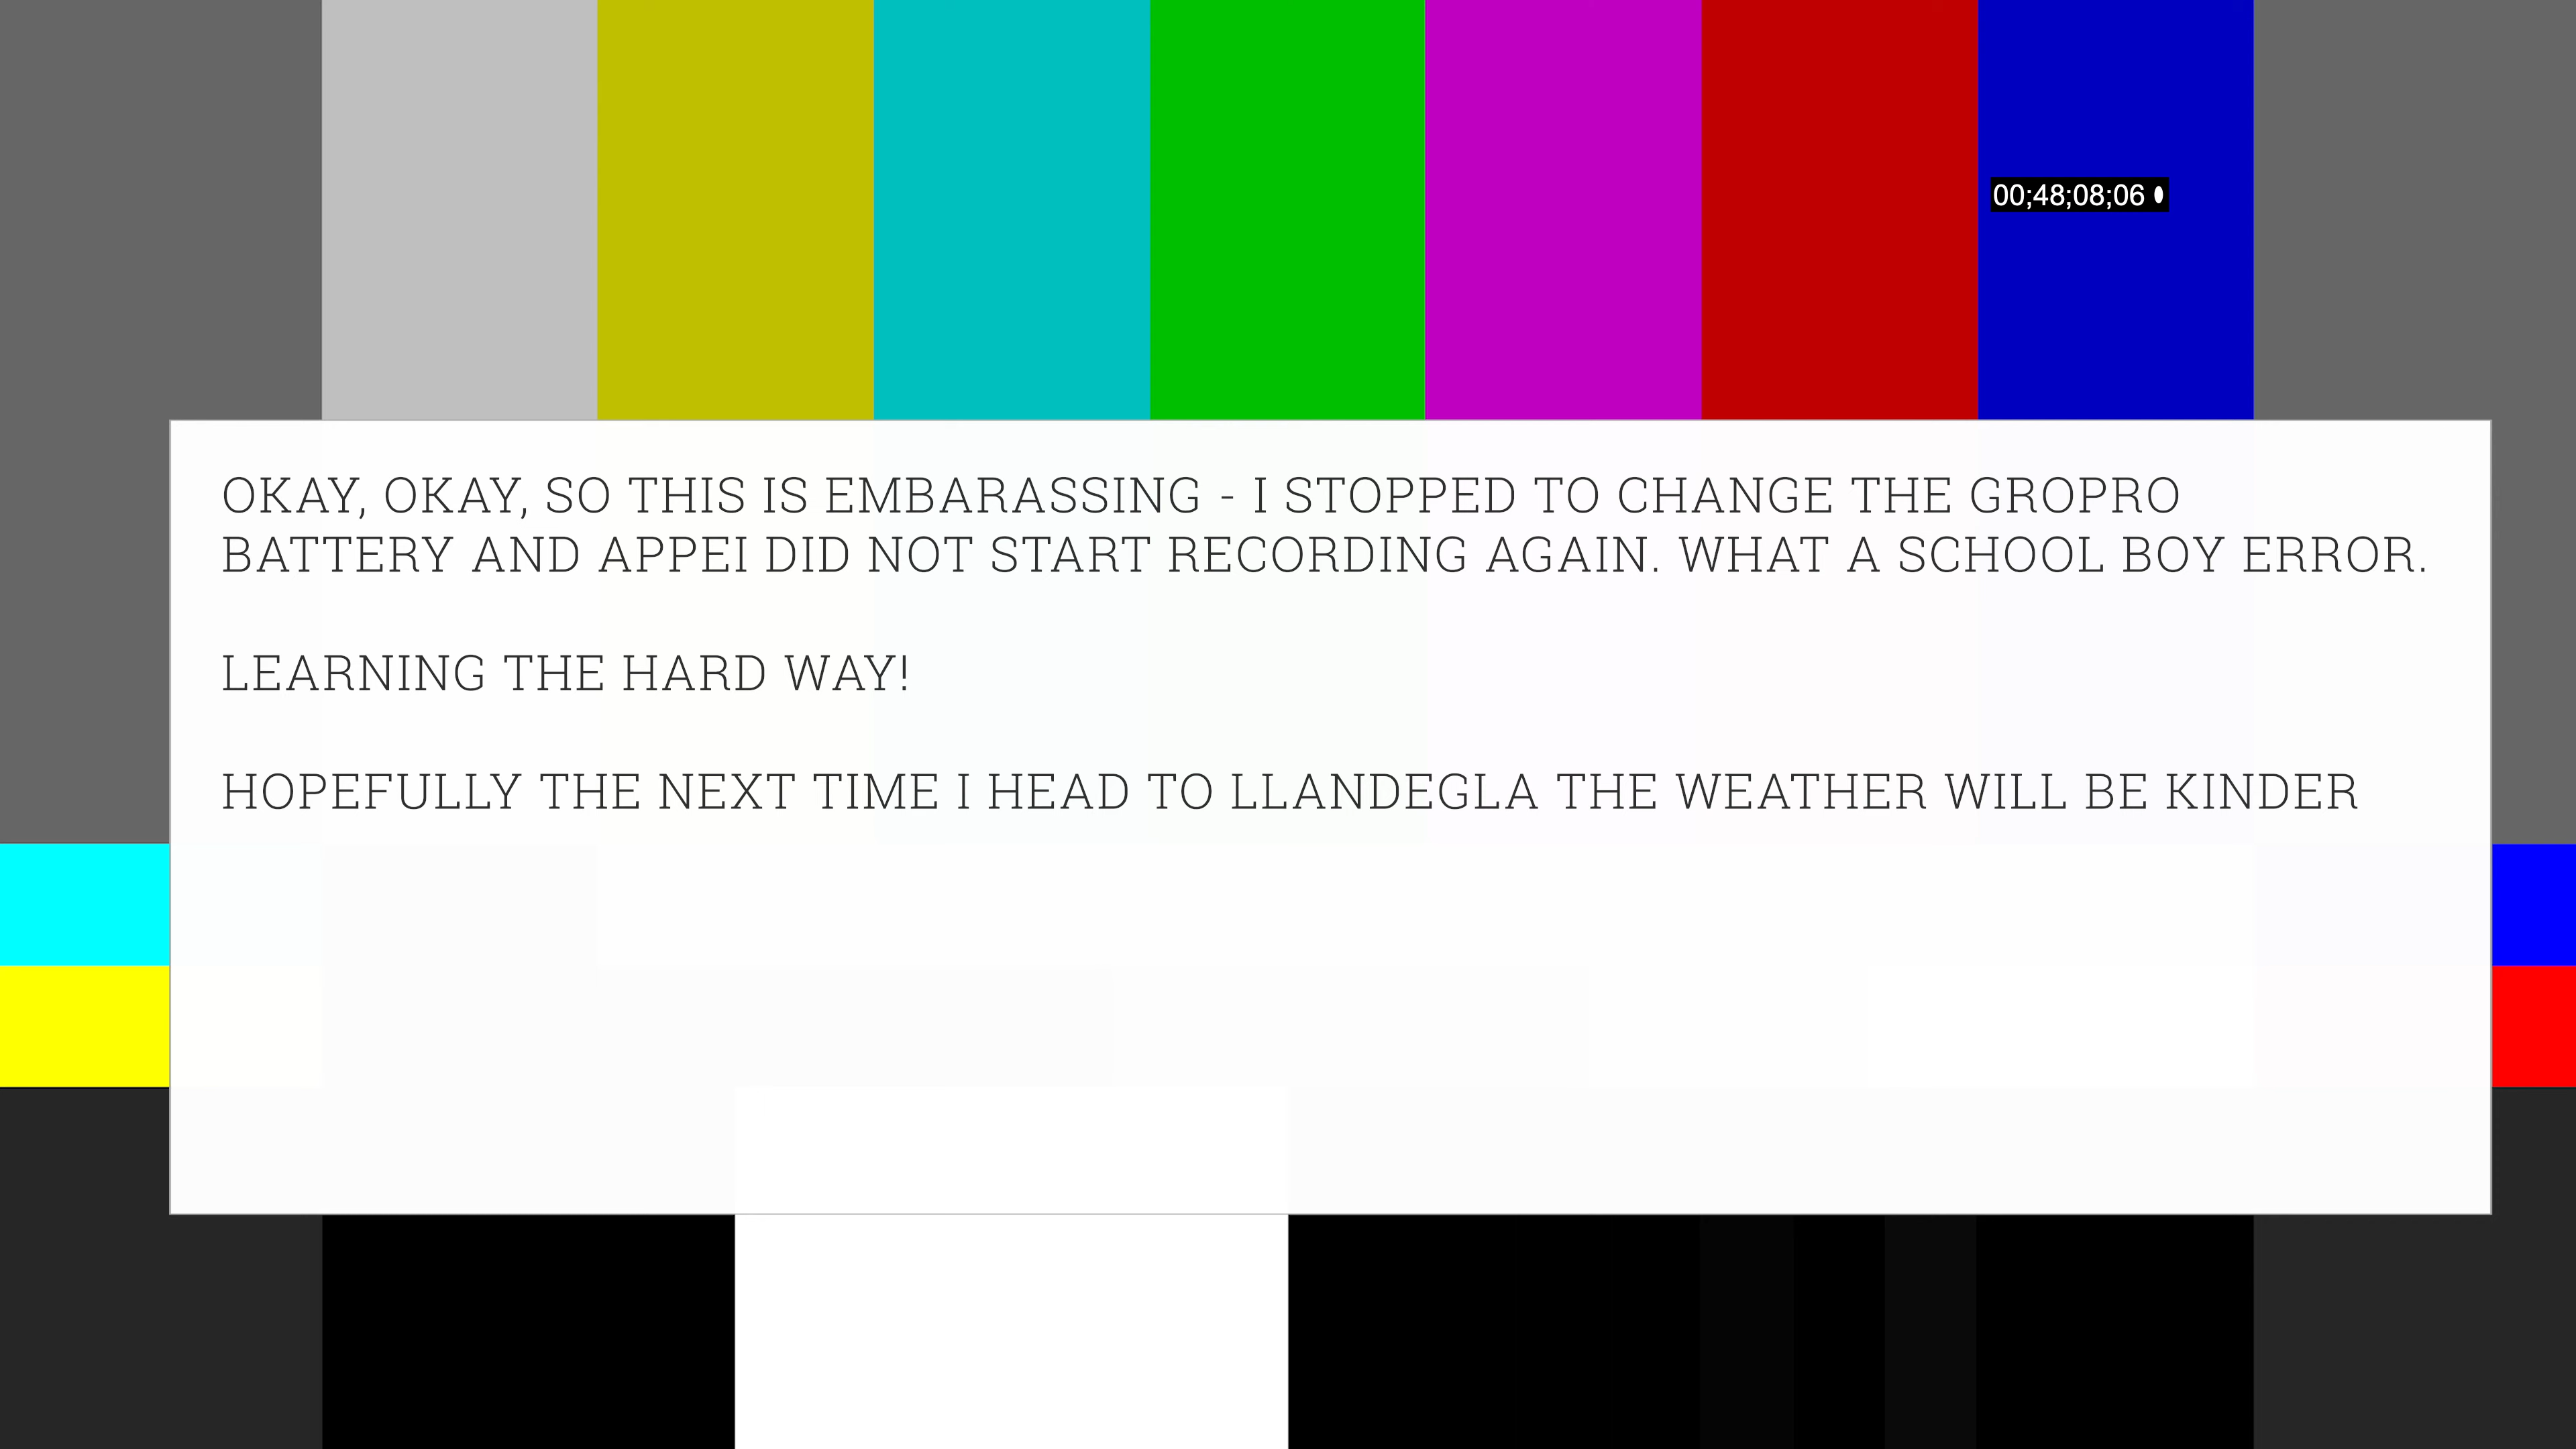 00;48;08;06
OKAY, OKAY, SO THIS IS EMBARASSING - I STOPPED TO CHANGE THE GROPRO
BATTERY AND APPEI DID NOT START RECORDING AGAIN. WHAT A SCHOOL BOY ERROR.
LEARNING THE HARD WAY!
HOPEFULLY THE NEXT TIME I HEAD TO LLANDEGLA THE WEATHER WILL BE KINDER